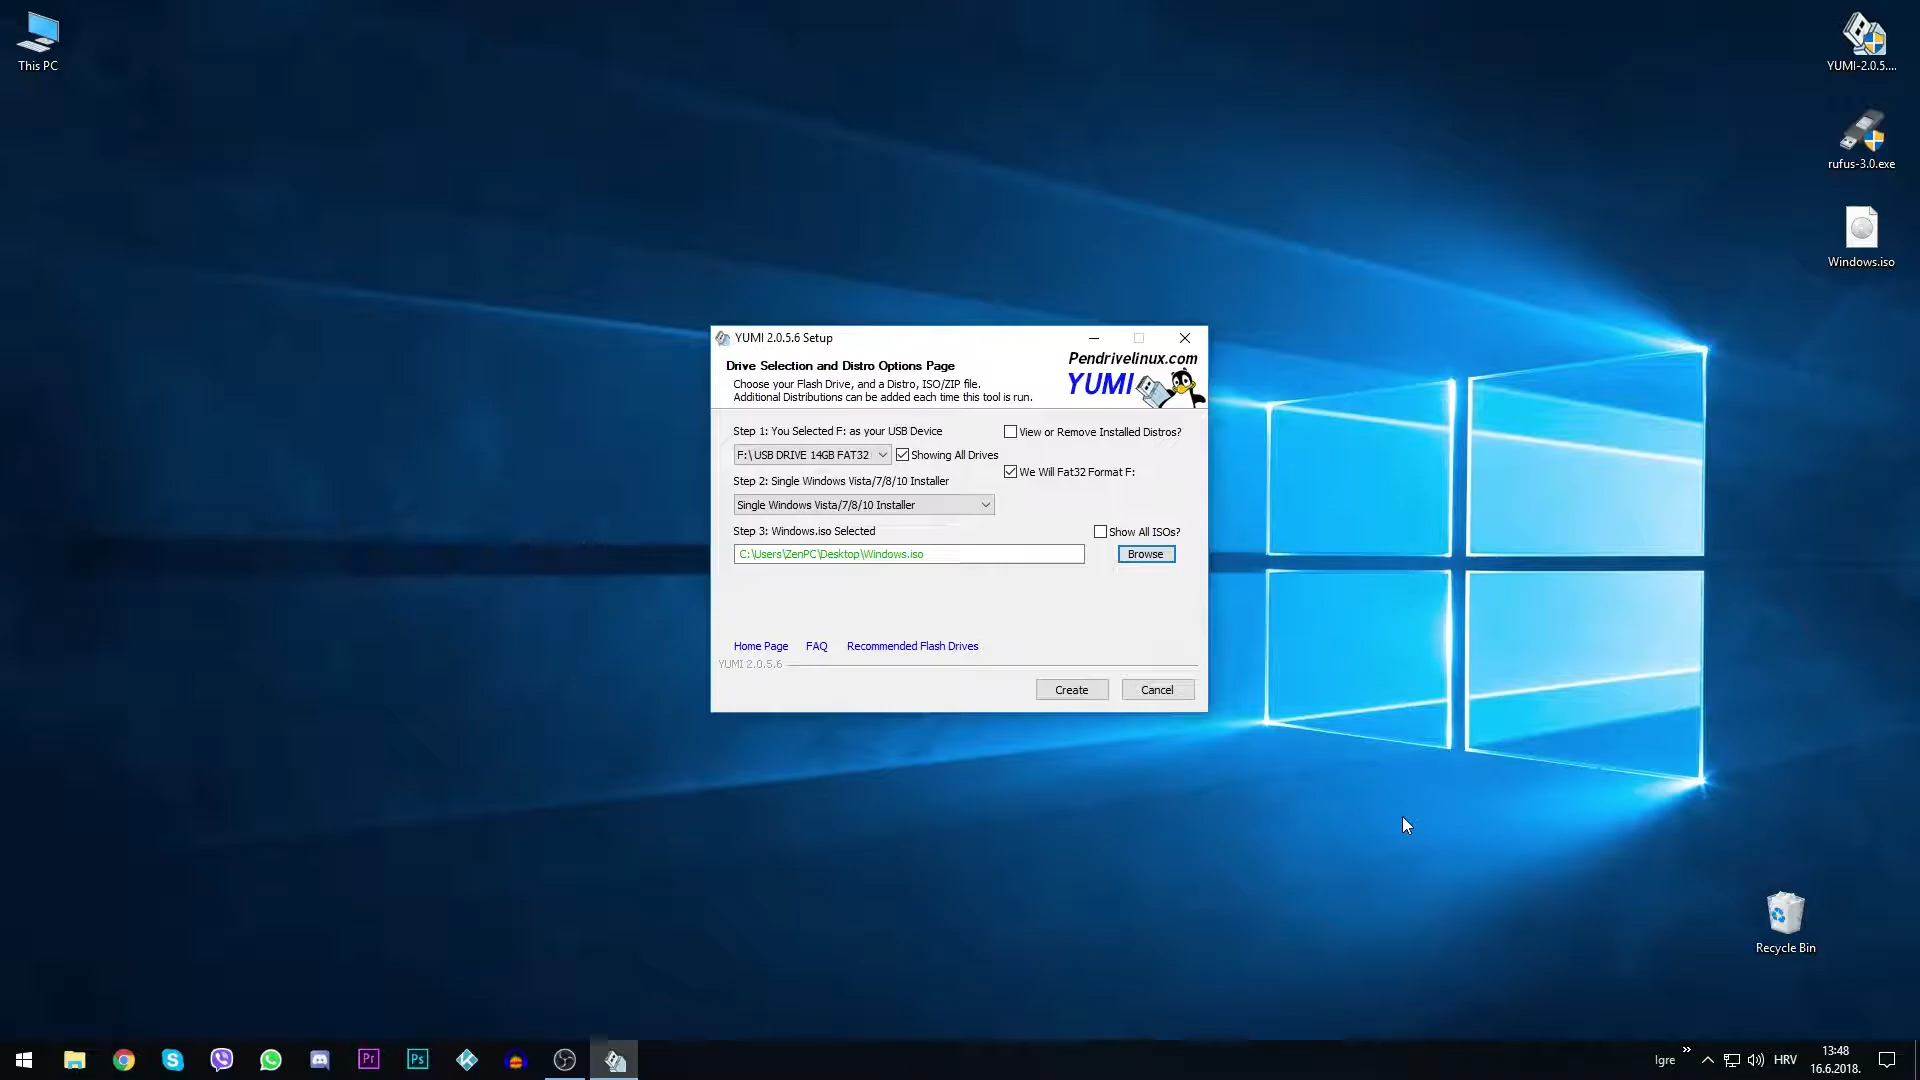 This PC
YUMI-2.0.5....
rufus-3.0.exe
Windows.iso
YUMI 2.0.5.6 Setup
Drive Selection and Distro Options Page
Choose your Flash Drive, and a Distro, ISO/ZIP file.
Additional Distributions can be added each time this tool is run.
Pendrivelinux.com
YUMI
Step 1: You Selected F: as your USB Device
View or Remove Installed Distros?
F:\ USB DRIVE 14GB FAT32
Showing All Drives
We Will Fat32 Format F:
Step 2: Single Windows Vista/7/8/10 Installer
Single Windows Vista/7/8/10 Installer
Step 3: Windows.iso Selected
Show All ISOs?
C:\Users\ZenPC\Desktop\Windows.iso
Browse
Home Page FAQ Recommended Flash Drives
YUMI 2.0.5.6
Create Cancel
Recycle Bin
Pr
Ps
Igre
HRV
13:48
16.6.2018.